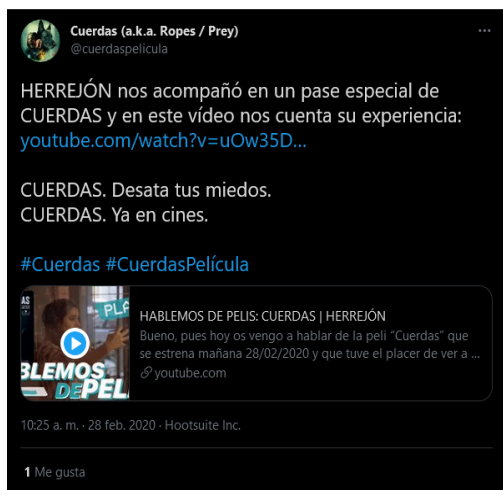 Cuerdas (a.k.a. Ropes / Prey)
@cuerdaspelicula
HERREJÓN nos acompañó en un pase especial de
CUERDAS y en este vídeo nos cuenta su experiencia:
youtube.com/watch?v=uOw35D...
CUERDAS. Desata tus miedos.
CUERDAS. Ya en cines.
#Cuerdas #CuerdasPelícula
PLA
BLEMOS
DEPEL
HABLEMOS DE PELIS: CUERDAS | HERREJÓN
Bueno, pues hoy os vengo a hablar de la peli “Cuerdas” que
se estrena mañana 28/02/2020 y que tuve el placer de ver a ...
youtube.com
10:25 a. m. · 28 feb. 2020 · Hootsuite Inc.
1 Me gusta